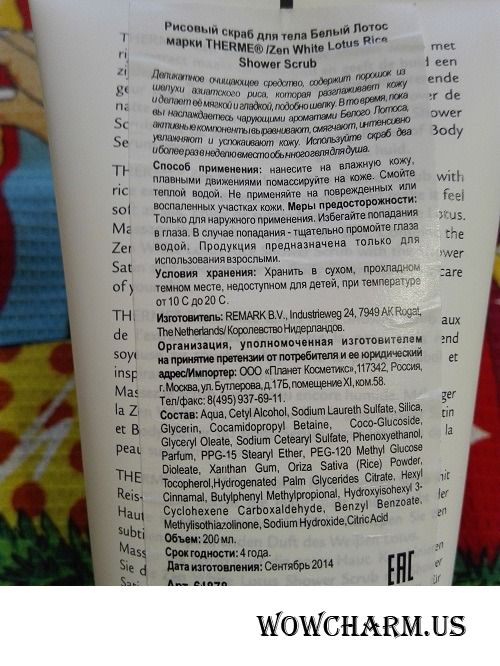 Рисовый скраб для тела Белый Лотос
марки THERME® /Zen White Lotus Rice
Shower Scrub
Деликатное очищающее средство, содержит порошок из
шелухи азиатского риса, которая разглаживает кожу
и делает её мягкой и гладкой, подобно шелку. В то время, пока
вы наслаждаетесь чарующими ароматами Белого Лотоса,
активные компоненты выравнивают, смягчают, интенсивно
увлажняют и успокаивают кожу. Используйте скраб два
и более раз в неделю вместо обычного геля для душа.
Способ применения: нанесите на влажную кожу,
плавными движениями помассируйте на коже. Смойте
теплой водой. Не применяйте на поврежденных или
воспаленных участках кожи. Меры предосторожности:
Только для наружного применения. Избегайте попадания
в глаза. В случае попадания - тщательно промойте глаза
водой. Продукция предназначена только для
использования взрослыми.
Условия хранения: Хранить в сухом, прохладном,
темном месте, недоступном для детей, при температуре
от 10 С до 20 С.
Изготовитель: REMARK B.V., Industrieweg 24, 7949 AK Rogat,
The Netherlands/ Королевство Нидерландов.
Организация, уполномоченная изготовителем
на принятие претензии от потребителя и ее юридический
адрес/Импортер: ООО «Планет Косметикс»,117342, Россия,
г.Москва,ул. Бутлерова, д.17Б,помещение XI,ком.58.
Тел/факс: 8(495) 937-69-11.
Состав: Aqua, Cetyl Alcohol, Sodium Laureth Sulfate, Silica,
Glycerin, Cocamidopropyl Betaine, Coco-Glucoside,
Glyceryl Oleate, Sodium Cetearyl Sulfate, Phenoxyethanol,
Parfum, PPG-15 Stearyl Ether, PEG-120 Methyl Glucose
Dioleate, Xanthan Gum, Oriza Sativa (Rice) Powder,
Tocopherol,Hydrogenated Palm Glycerides Citrate, Hexyl
Cinnamal, Butylphenyl Methylpropional, Hydroxyisohexyl 3-
Cyclohexene Carboxaldehyde, Benzyl Benzoate,
Methylisothiazolinone, Sodium Hydroxide,Citric Acid
Объем: 200 мл.
Срок годности: 4 года.
Дата изготовления: Сентябрь 2014
EAC
WOWCHARM.US